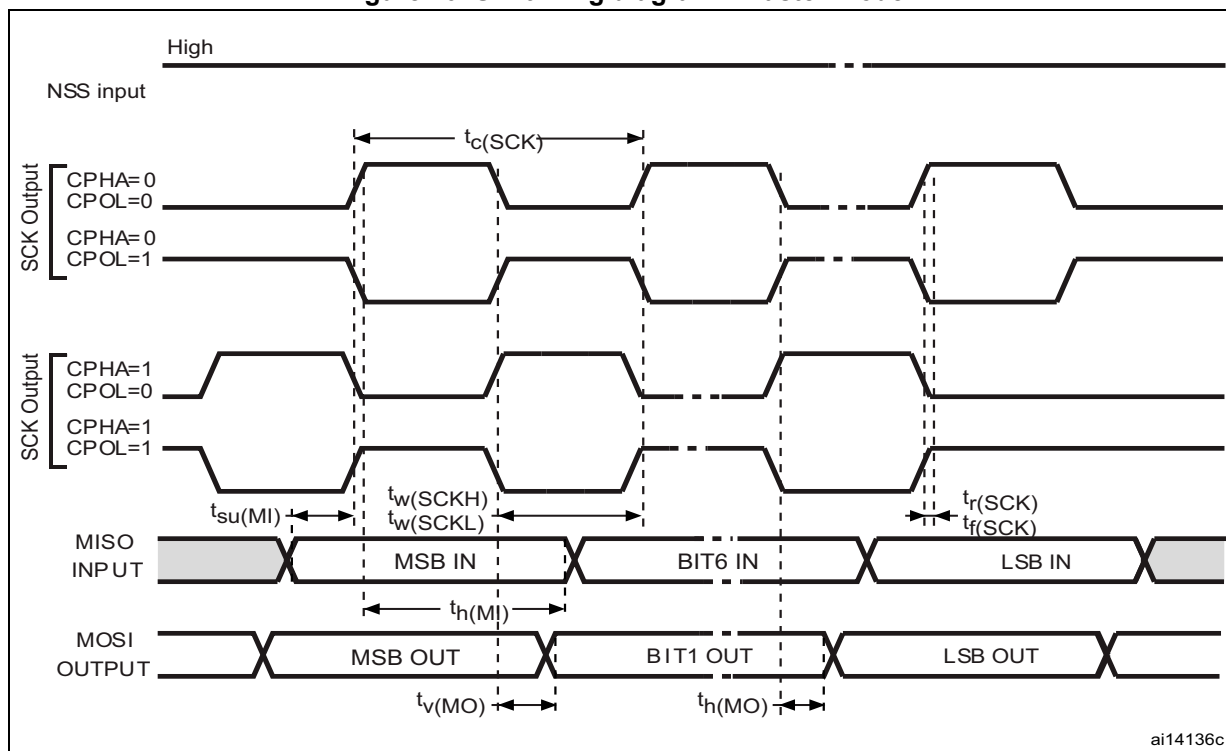 High
NSS input
tc(SCK)
SCK Output
CPHA=0
CPOL=0
CPHA=0
CPOL=1
SCK Output
CPHA=1
CPOL=0
CPHA=1
CPOL=1
tsu(MI)
tw(SCKH)
tw(SCKL)
tr(SCK)
tf(SCK)
MISO
INPUT
MSB IN
BIT6 IN
LSB IN
th(MI)
MOSI
OUTPUT
MSB OUT
BIT1 OUT
LSB OUT
tv(MO)
th(MO)
ai14136c